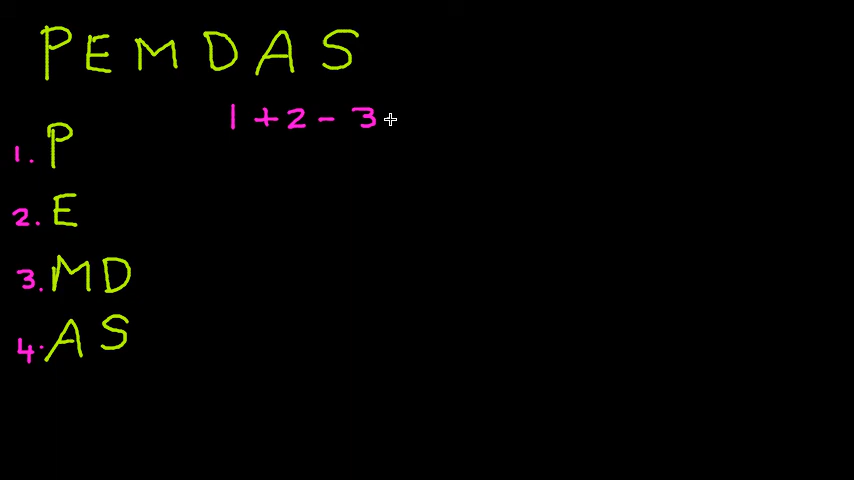 PEMDAS
1 + 2 - 3
1. P
2. E
3. MD
4. AS